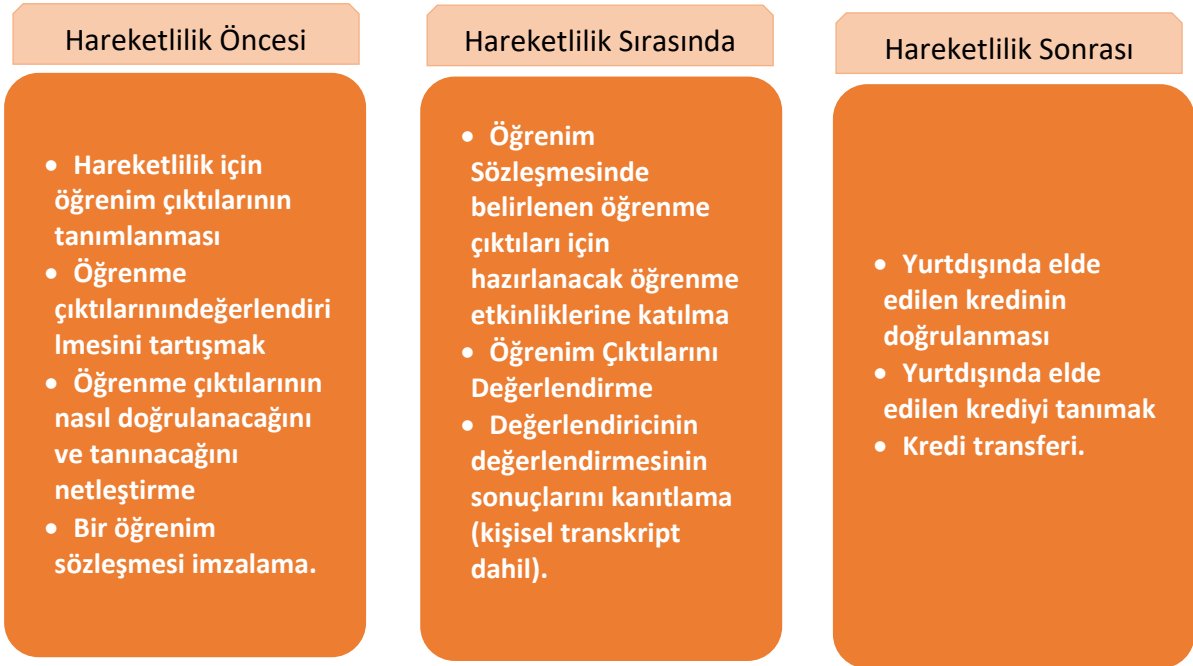 Hareketlilik Öncesi
• Hareketlilik için
öğrenim çıktılarının
tanımlanması
• Öğrenme
çıktılarınındeğerlendiri
lmesini tartışmak
• Öğrenme çıktılarının
nasıl doğrulanacağını
ve tanınacağını
netleştirme
• Bir öğrenim
sözleşmesi imzalama.
Hareketlilik Sırasında
• Öğrenim
Sözleşmesinde
belirlenen öğrenme
çıktıları için
hazırlanacak öğrenme
etkinliklerine katılma
• Öğrenim Çıktılarını
Değerlendirme
• Değerlendiricinin
değerlendirmesinin
sonuçlarını kanıtlama
(kişisel transkript
dahil).
Hareketlilik Sonrası
• Yurtdışında elde
edilen kredinin
doğrulanması
• Yurtdışında elde
edilen krediyi tanımak
• Kredi transferi.